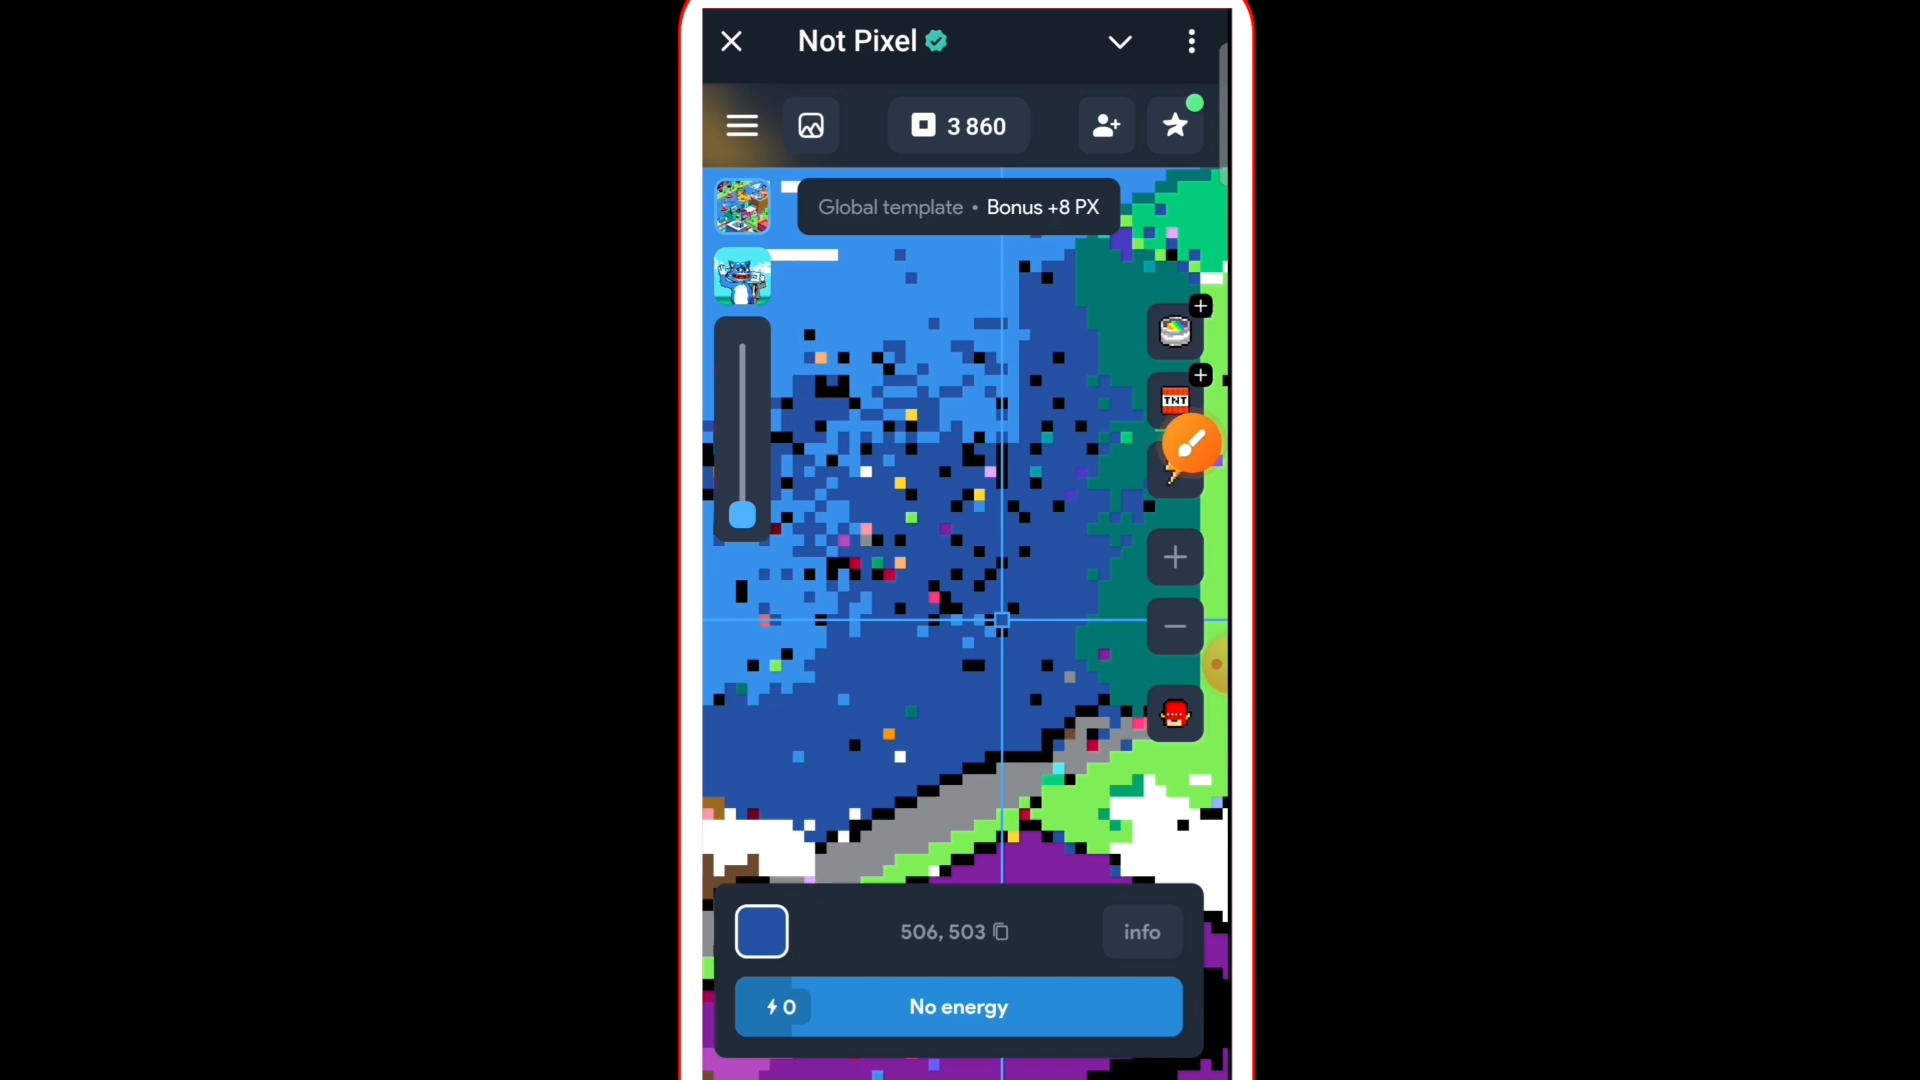 Not Pixel
3 860
Global template • Bonus +8 PX
TNT
506, 503
info
0
No energy